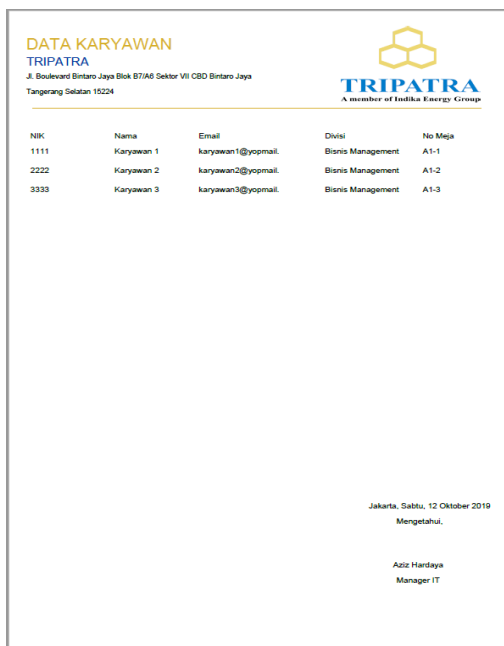 DATA KARYAWAN
TRIPATRA
Jl. Boulevard Bintaro Jaya Blok B7/A6 Sektor VII CBD Bintaro Jaya
Tangerang Selatan 15224
TRIPATRA
A member of Indika Energy Group
NIK Nama Email Divisi No Meja
1111 Karyawan 1 karyawan1@yopmail. Bisnis Management A1-1
2222 Karyawan 2 karyawan2@yopmail. Bisnis Management A1-2
3333 Karyawan 3 karyawan3@yopmail. Bisnis Management A1-3
Jakarta, Sabtu, 12 Oktober 2019
Mengetahui,
Aziz Hardaya
Manager IT